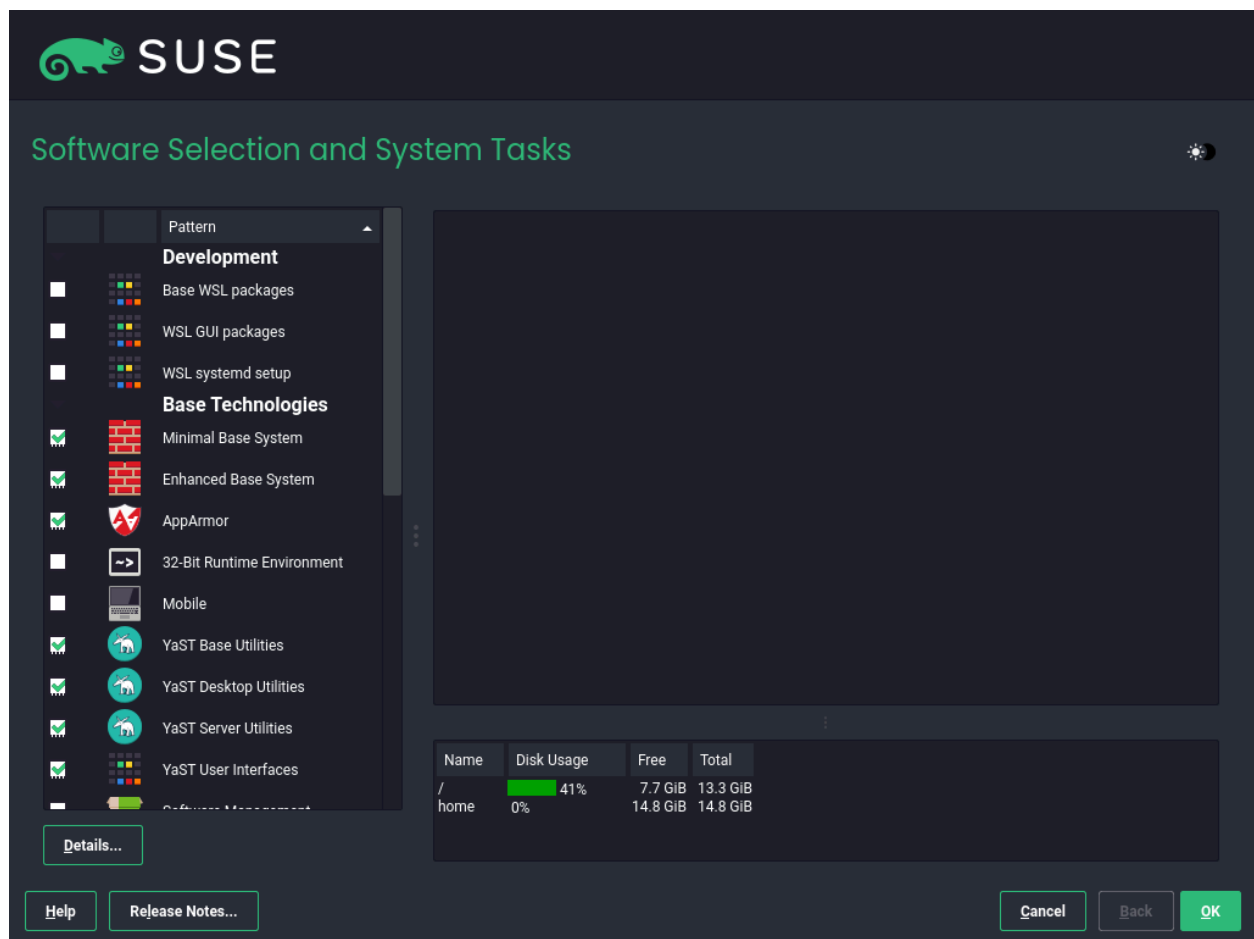 SUSE
Software Selection and System Tasks
Pattern
Development
Base WSL packages
WSL GUI packages
WSL systemd setup
Base Technologies
Minimal Base System
Enhanced Base System
AppArmor
32-Bit Runtime Environment
Mobile
YaST Base Utilities
YaST Desktop Utilities
YaST Server Utilities
YaST User Interfaces
Software Management
Name Disk Usage Free Total
/ 41% 7.7 GiB 13.3 GiB
home 0% 14.8 GiB 14.8 GiB
Details...
Help Release Notes... Cancel Back OK